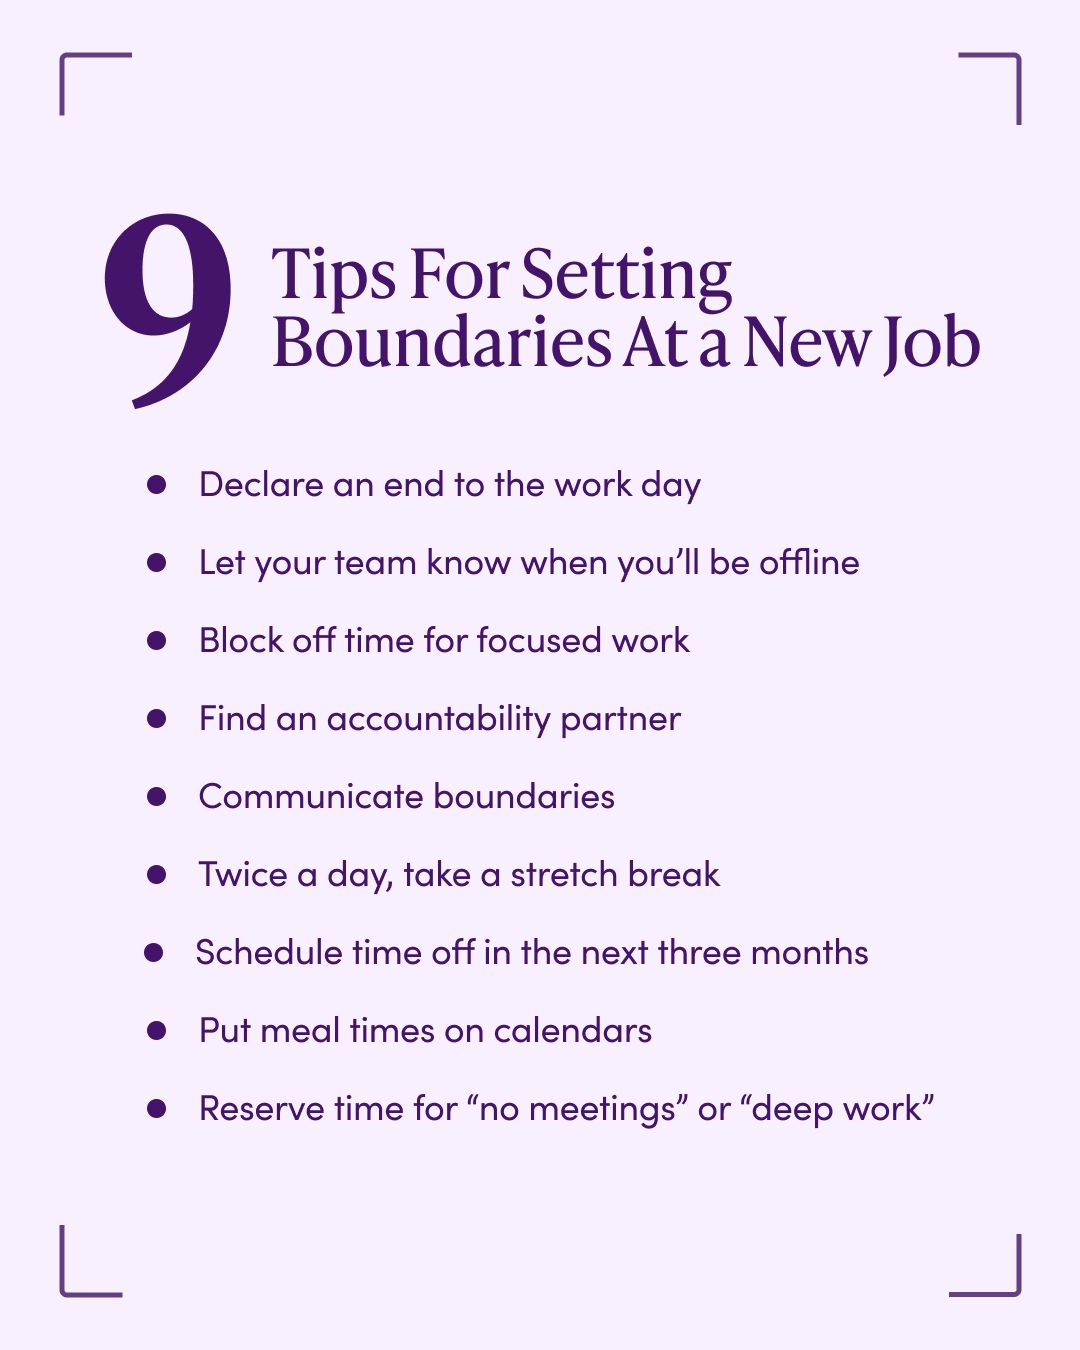 9
Tips For Setting
Boundaries At a New Job
• Declare an end to the work day
• Let your team know when you’ll be offline
• Block off time for focused work
• Find an accountability partner
• Communicate boundaries
• Twice a day, take a stretch break
• Schedule time off in the next three months
• Put meal times on calendars
• Reserve time for “no meetings” or “deep work”